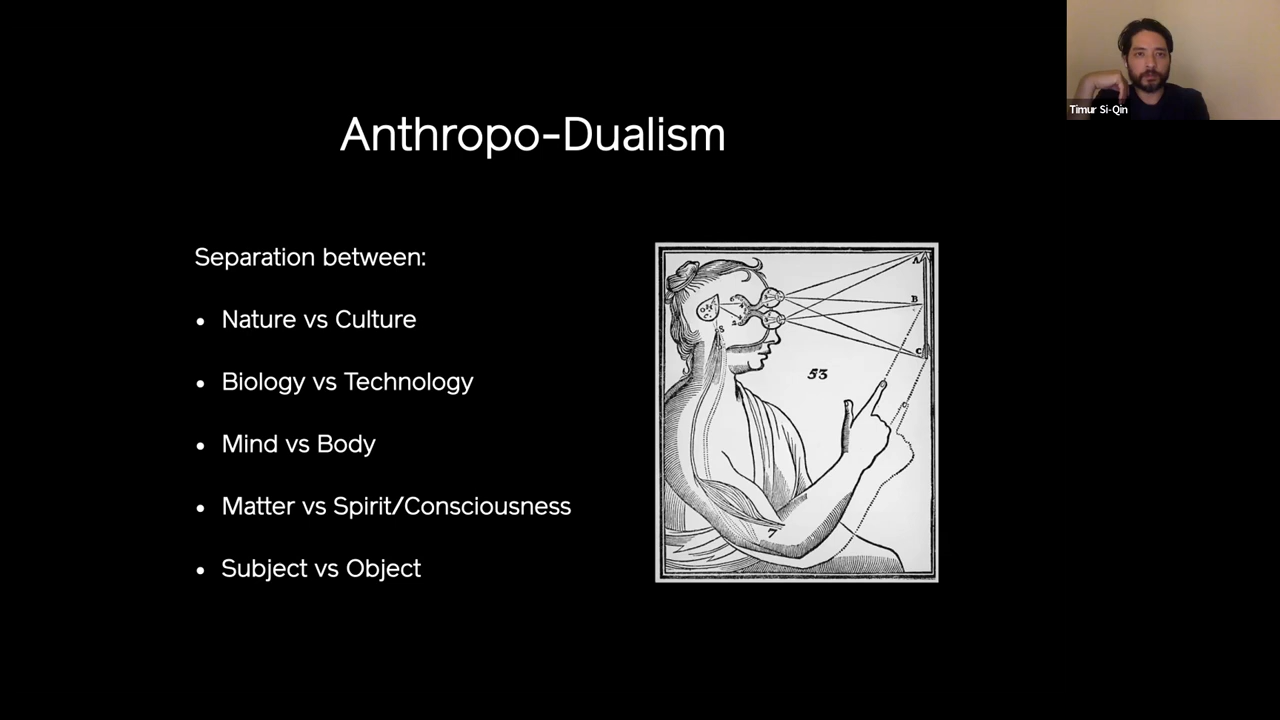 Anthropo-Dualism
Timur Si-Qin
Separation between:
• Nature vs Culture
• Biology vs Technology
• Mind vs Body
• Matter vs Spirit/Consciousness
• Subject vs Object
A
B
C
53
7